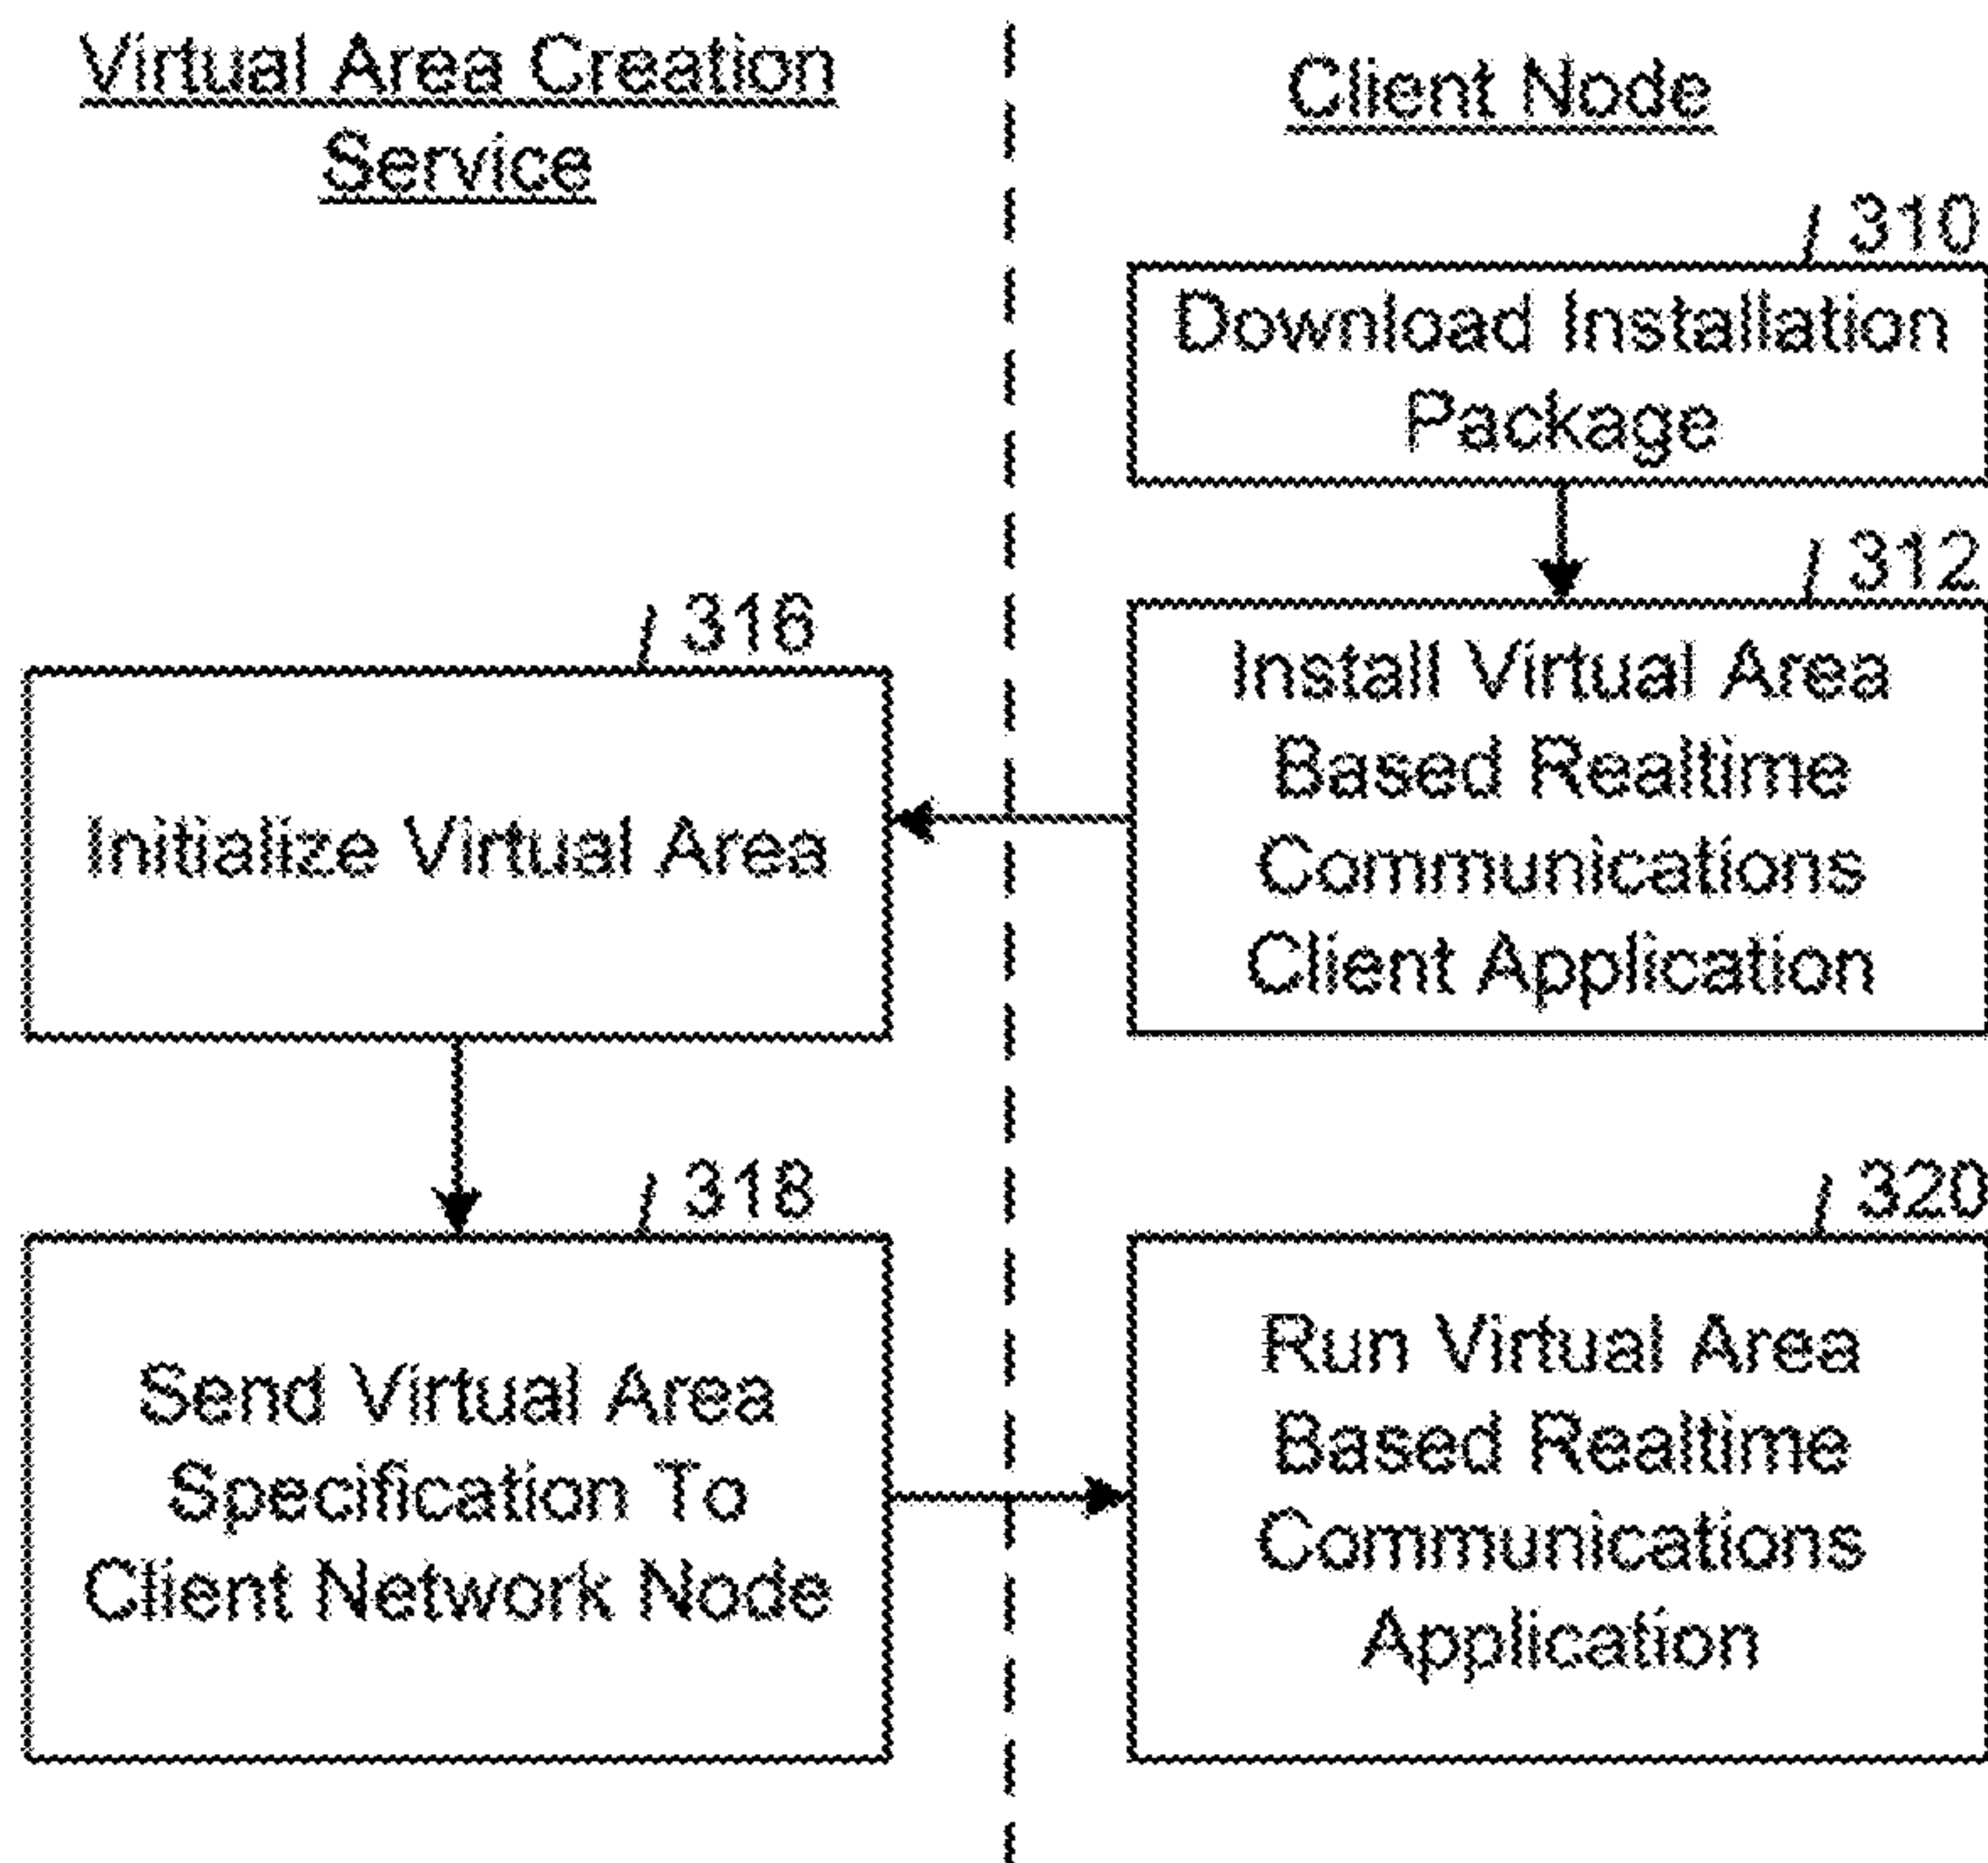 Virtual Area Creation
Service
Client Node
310
Download Installation
Package
312
Install Virtual Area
Based Realtime
Communications
Client Application
316
Initialize Virtual Area
318
Send Virtual Area
Specification To
Client Network Node
320
Run Virtual Area
Based Realtime
Communications
Application